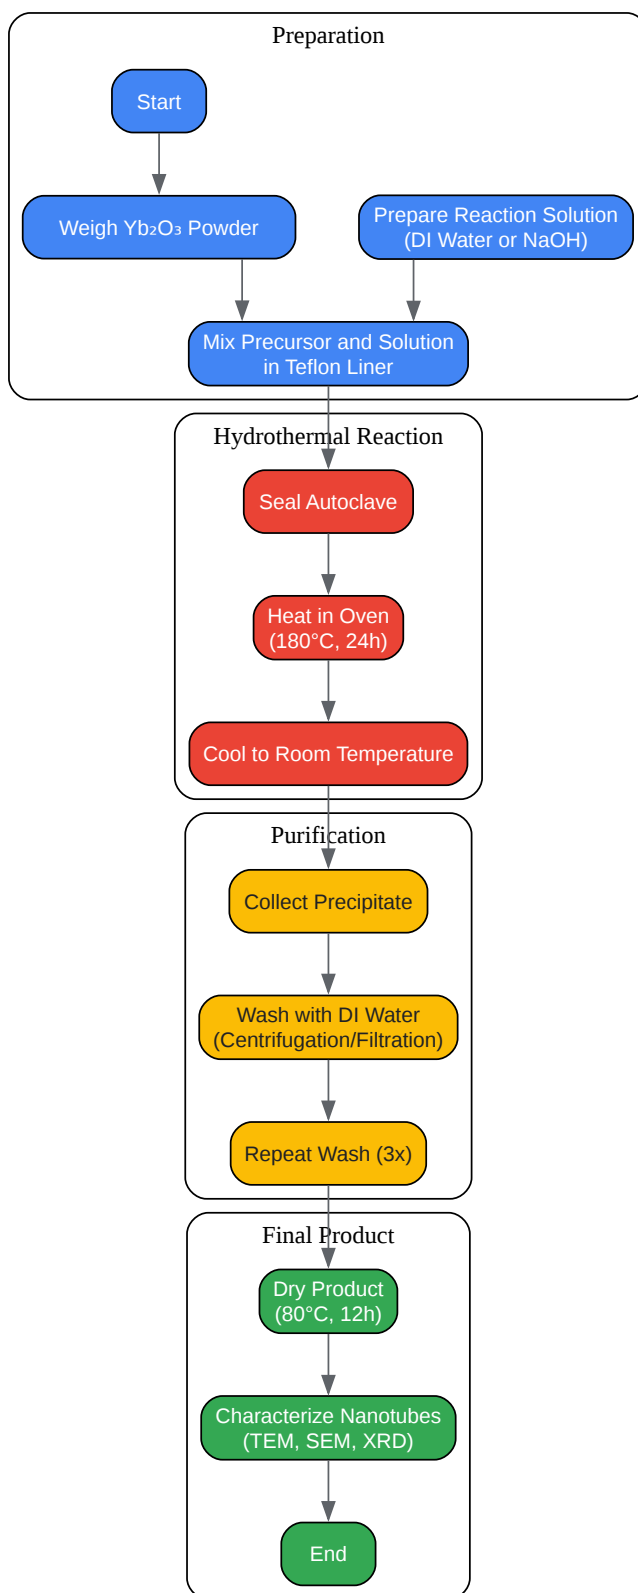 Preparation
Start
Weigh Yb₂O₃ Powder
Prepare Reaction Solution
(DI Water or NaOH)
Mix Precursor and Solution
in Teflon Liner
Hydrothermal Reaction
Seal Autoclave
Heat in Oven
(180°C, 24h)
Cool to Room Temperature
Purification
Collect Precipitate
Wash with DI Water
(Centrifugation/Filtration)
Repeat Wash (3x)
Final Product
Dry Product
(80°C, 12h)
Characterize Nanotubes
(TEM, SEM, XRD)
End